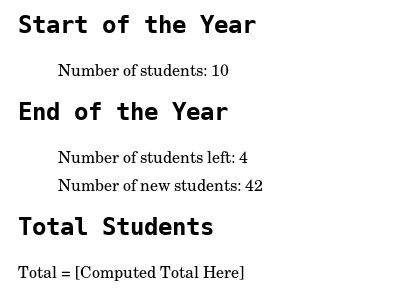 Start of the Year
Number of students: 10
End of the Year
Number of students left: 4
Number of new students: 42
Total Students
Total = [Computed Total Here]